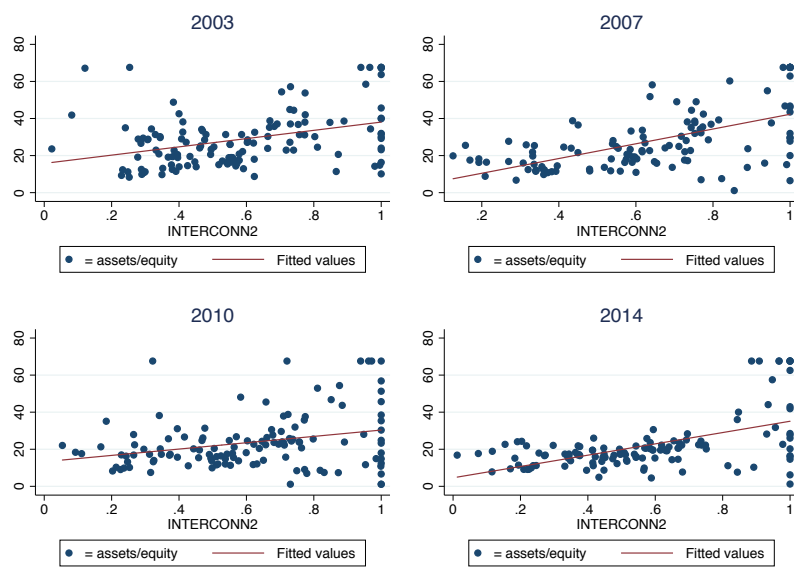 2003
80
60
40
20
0
0 .2 .4 .6 .8 1
INTERCONN2
= assets/equity Fitted values
2007
80
60
40
20
0
.2 .4 .6 .8 1
INTERCONN2
= assets/equity Fitted values
2010
80
60
40
20
0
0 .2 .4 .6 .8 1
INTERCONN2
= assets/equity Fitted values
2014
80
60
40
20
0
0 .2 .4 .6 .8 1
INTERCONN2
= assets/equity Fitted values